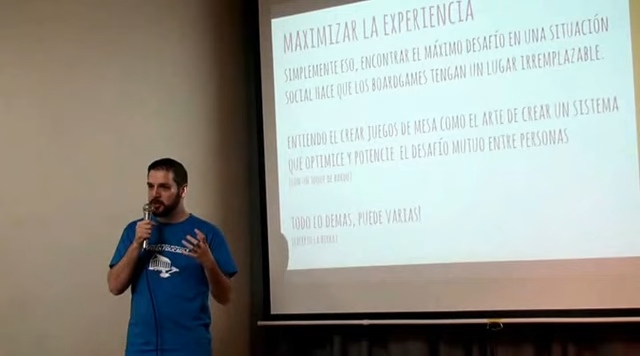 MAXIMIZAR LA EXPERIENCIA
SIMPLEMENTE ESO, ENCONTRAR EL MÁXIMO DESAFÍO EN UNA SITUACIÓN
SOCIAL HACE QUE LOS BOARDGAMES TENGAN UN LUGAR IRREMPLAZABLE.
ENTIENDO EL CREAR JUEGOS DE MESA COMO EL ARTE DE CREAR UN SISTEMA
QUE OPTIMICE Y POTENCIE EL DESAFÍO MUTUO ENTRE PERSONAS
TODO LO DEMAS, PUEDE VARIAS!